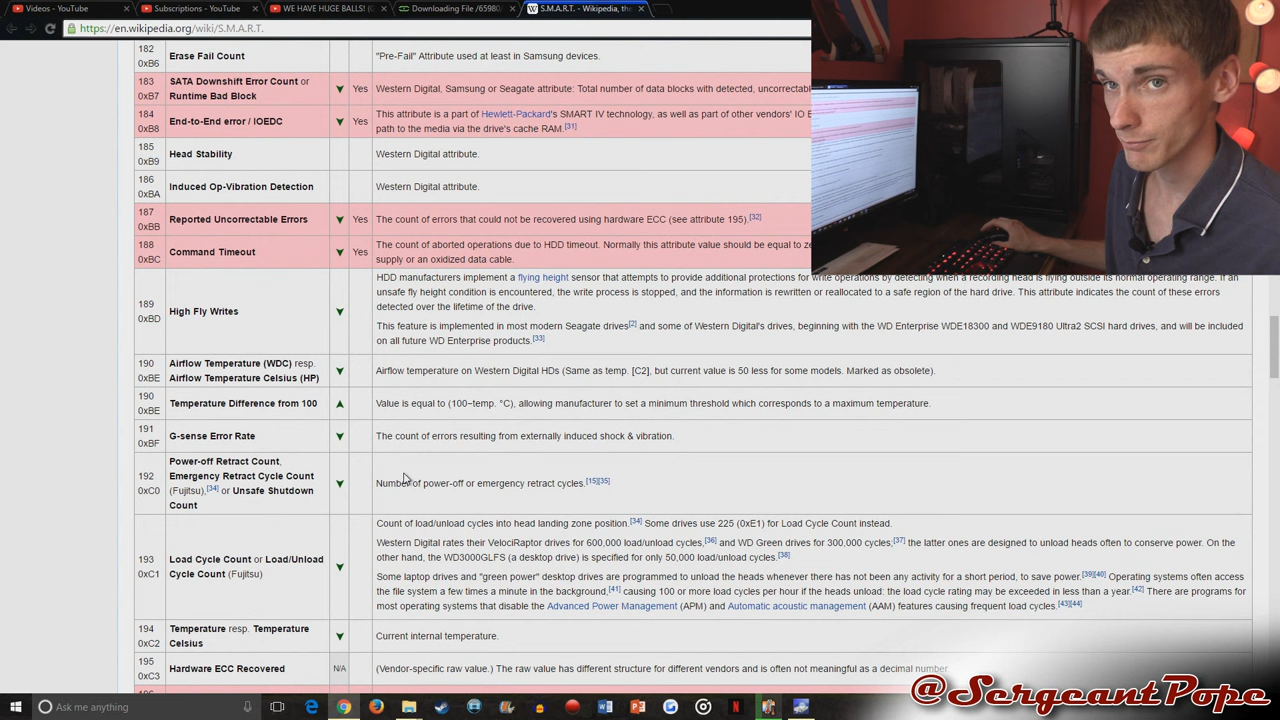 Videos - YouTube
Subscriptions - YouTube
WE HAVE HUGE BALLS! (
Downloading File /65980/
S.M.A.R.T. - Wikipedia, the
https://en.wikipedia.org/wiki/S.M.A.R.T.
182
0xB6
Erase Fail Count
"Pre-Fail" Attribute used at least in Samsung devices.
183
0xB7
SATA Downshift Error Count or
Runtime Bad Block
Yes
Western Digital, Samsung or Seagate attribute: Total number of data blocks with detected, uncorrectabl
184
0xB8
End-to-End error / IOEDC
Yes
This attribute is a part of Hewlett-Packard's SMART IV technology, as well as part of other vendors' IO E
path to the media via the drive's cache RAM.[31]
185
0xB9
Head Stability
Western Digital attribute.
186
0xBA
Induced Op-Vibration Detection
Western Digital attribute.
187
0xBB
Reported Uncorrectable Errors
Yes
The count of errors that could not be recovered using hardware ECC (see attribute 195).[32]
188
0xBC
Command Timeout
Yes
The count of aborted operations due to HDD timeout. Normally this attribute value should be equal to ze
supply or an oxidized data cable.
189
0xBD
High Fly Writes
HDD manufacturers implement a flying height sensor that attempts to provide additional protections for write operations by detecting when a recording head is flying outside its normal operating range. If an
unsafe fly height condition is encountered, the write process is stopped, and the information is rewritten or reallocated to a safe region of the hard drive. This attribute indicates the count of these errors
detected over the lifetime of the drive.
This feature is implemented in most modern Seagate drives[2] and some of Western Digital's drives, beginning with the WD Enterprise WDE18300 and WDE9180 Ultra2 SCSI hard drives, and will be included
on all future WD Enterprise products.[33]
190
0xBE
Airflow Temperature (WDC) resp.
Airflow Temperature Celsius (HP)
Airflow temperature on Western Digital HDs (Same as temp. [C2], but current value is 50 less for some models. Marked as obsolete).
190
0xBE
Temperature Difference from 100
Value is equal to (100−temp. °C), allowing manufacturer to set a minimum threshold which corresponds to a maximum temperature.
191
0xBF
G-sense Error Rate
The count of errors resulting from externally induced shock & vibration.
192
0xC0
Power-off Retract Count,
Emergency Retract Cycle Count
(Fujitsu),[34] or Unsafe Shutdown
Count
Number of power-off or emergency retract cycles.[15][35]
193
0xC1
Load Cycle Count or Load/Unload
Cycle Count (Fujitsu)
Count of load/unload cycles into head landing zone position.[34] Some drives use 225 (0xE1) for Load Cycle Count instead.
Western Digital rates their VelociRaptor drives for 600,000 load/unload cycles,[36] and WD Green drives for 300,000 cycles;[37] the latter ones are designed to unload heads often to conserve power. On the
other hand, the WD3000GLFS (a desktop drive) is specified for only 50,000 load/unload cycles.[38]
Some laptop drives and "green power" desktop drives are programmed to unload the heads whenever there has not been any activity for a short period, to save power.[39][40] Operating systems often access
the file system a few times a minute in the background,[41] causing 100 or more load cycles per hour if the heads unload: the load cycle rating may be exceeded in less than a year.[42] There are programs for
most operating systems that disable the Advanced Power Management (APM) and Automatic acoustic management (AAM) features causing frequent load cycles.[43][44]
194
0xC2
Temperature resp. Temperature
Celsius
Current internal temperature.
195
0xC3
Hardware ECC Recovered
N/A
(Vendor-specific raw value.) The raw value has different structure for different vendors and is often not meaningful as a decimal number.
@SergeantPope
Ask me anything